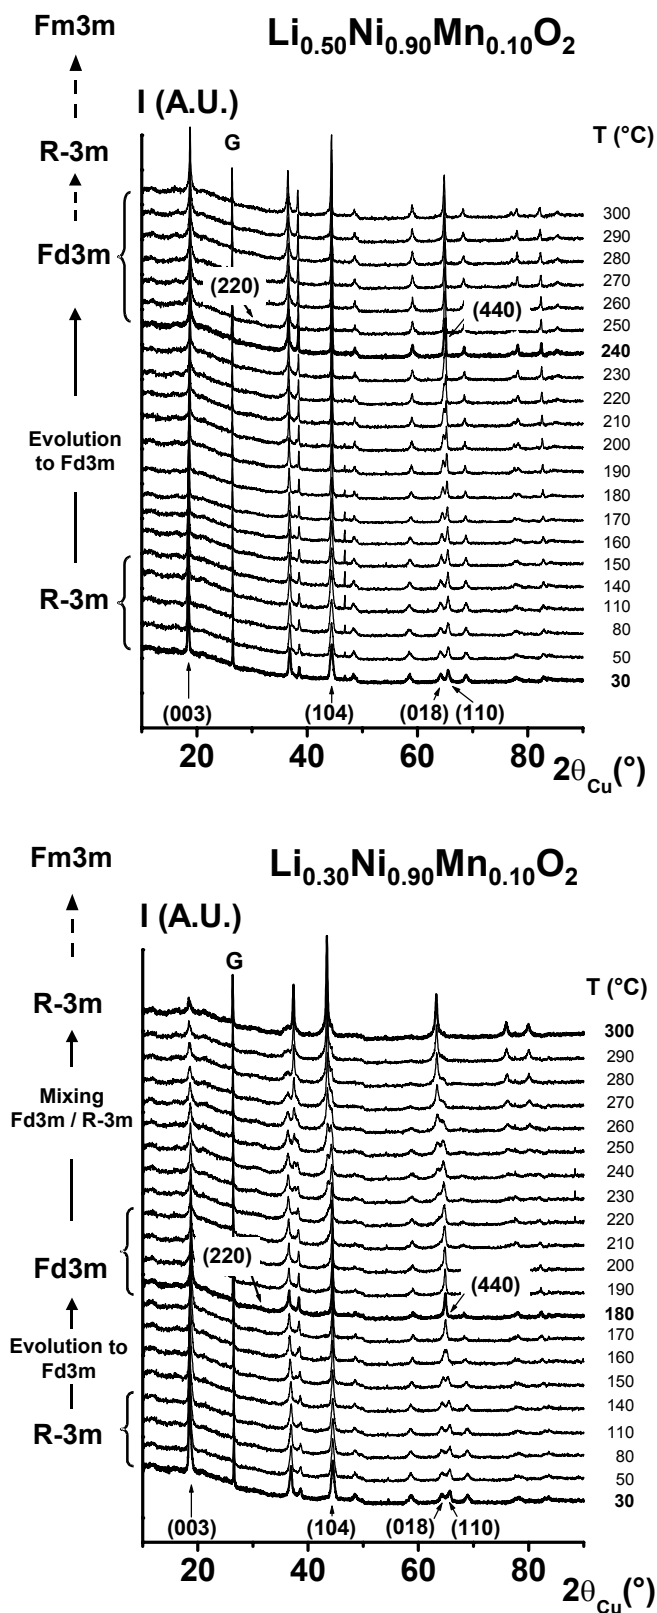 Fm3m
Li0.50Ni0.90Mn0.10O2
I (A.U.)
T (°C)
R-3m
G
Fd3m
(220)
(440)
300
290
280
270
260
250
240
230
220
210
200
190
180
170
160
150
140
110
80
50
30
Evolution
to Fd3m
R-3m
(003)
(104)
(018)
(110)
20
40
60
80
2θCu(°)
Fm3m
Li0.30Ni0.90Mn0.10O2
I (A.U.)
G
T (°C)
R-3m
Mixing
Fd3m / R-3m
300
290
280
270
260
250
240
230
220
210
200
190
180
170
160
150
140
110
80
50
30
(220)
Fd3m
(440)
Evolution to
Fd3m
R-3m
(003)
(104)
(018)
(110)
20
40
60
80
2θCu(°)